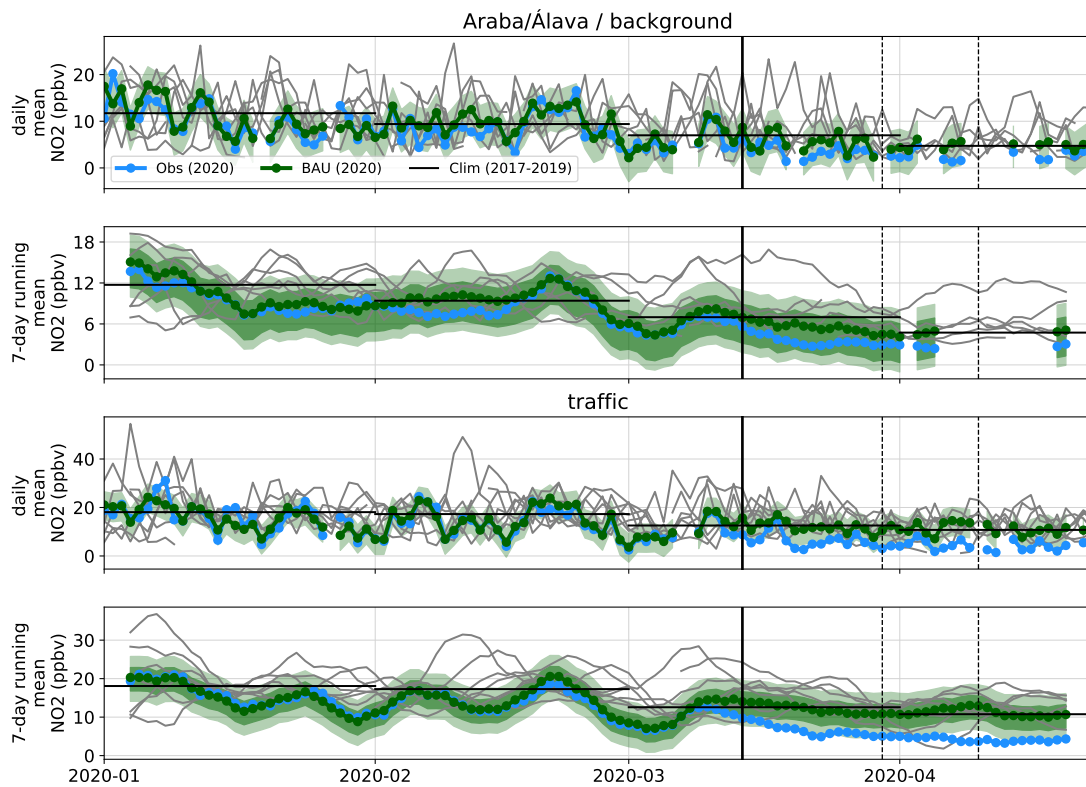 Araba/Álava / background
daily
mean
NO2 (ppbv)
20
10
0
Obs (2020)
BAU (2020)
Clim (2017-2019)
7-day running
mean
NO2 (ppbv)
18
12
6
0
traffic
daily
mean
NO2 (ppbv)
40
20
0
7-day running
mean
NO2 (ppbv)
30
20
10
0
2020-01
2020-02
2020-03
2020-04